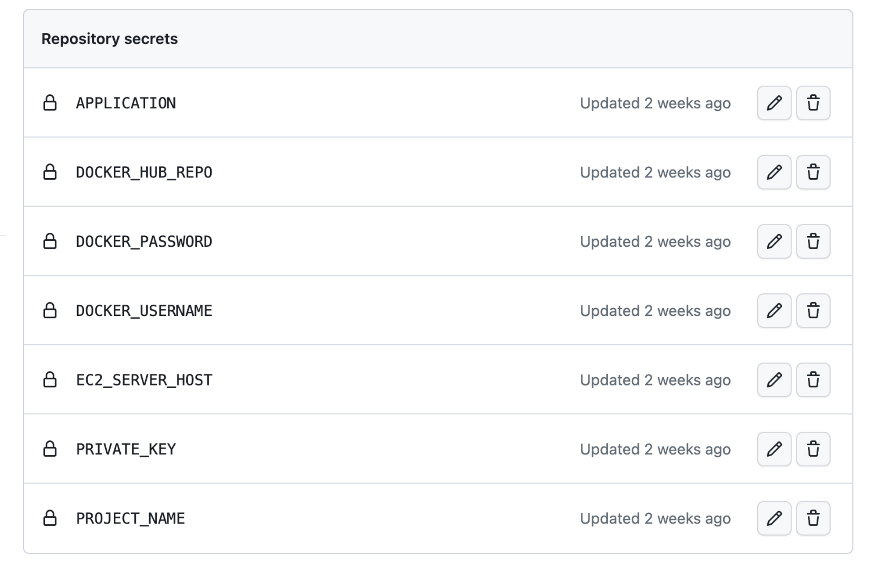 Repository secrets
APPLICATION Updated 2 weeks ago
DOCKER_HUB_REPO Updated 2 weeks ago
DOCKER_PASSWORD Updated 2 weeks ago
DOCKER_USERNAME Updated 2 weeks ago
EC2_SERVER_HOST Updated 2 weeks ago
PRIVATE_KEY Updated 2 weeks ago
PROJECT_NAME Updated 2 weeks ago